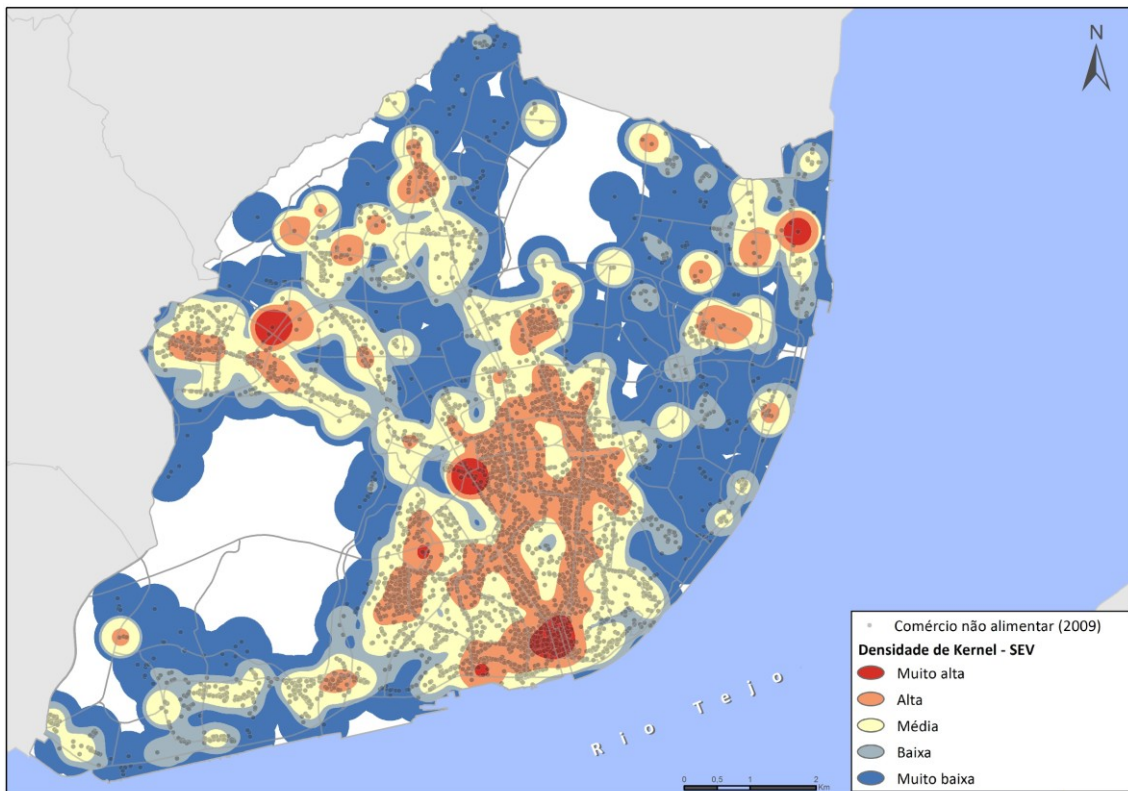 N
Rio Tejo
0 0,5 1 2
Km
Comércio não alimentar (2009)
Densidade de Kernel - SEV
Muito alta
Alta
Média
Baixa
Muito baixa